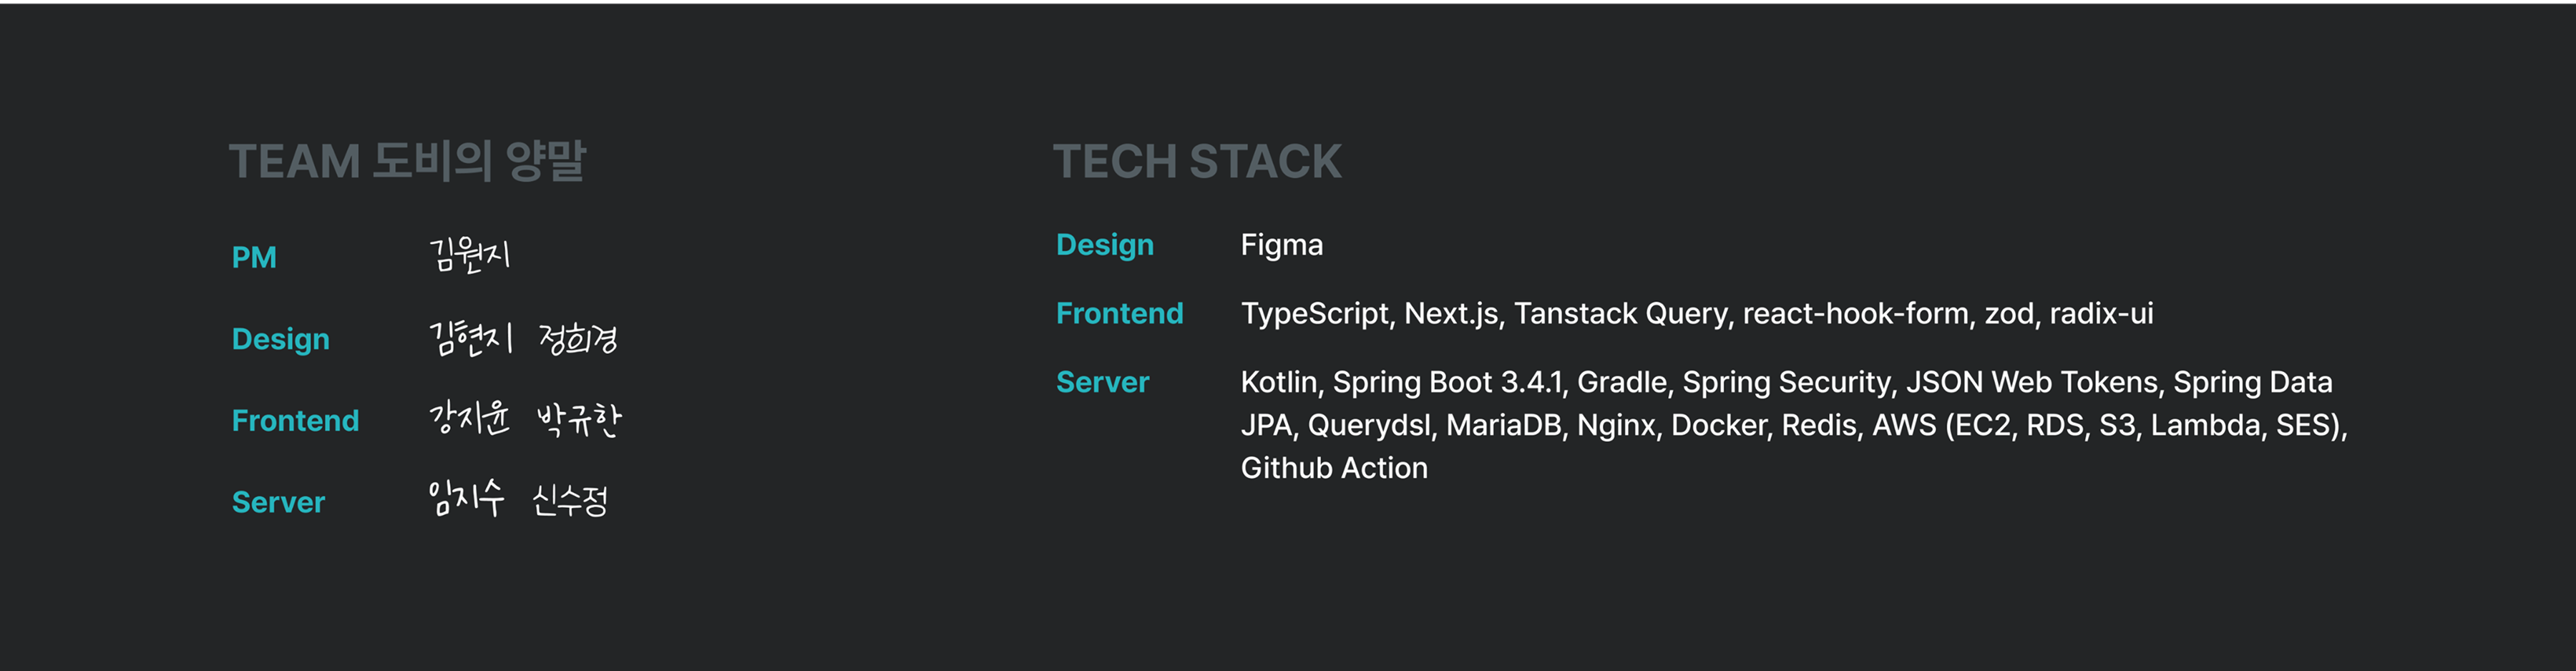 TEAM 도비의 양말
PM 김원지
Design 김현지 정희경
Frontend 강지윤 박규한
Server 임지수 신수정
TECH STACK
Design Figma
Frontend TypeScript, Next.js, Tanstack Query, react-hook-form, zod, radix-ui
Server Kotlin, Spring Boot 3.4.1, Gradle, Spring Security, JSON Web Tokens, Spring Data
JPA, Querydsl, MariaDB, Nginx, Docker, Redis, AWS (EC2, RDS, S3, Lambda, SES),
Github Action